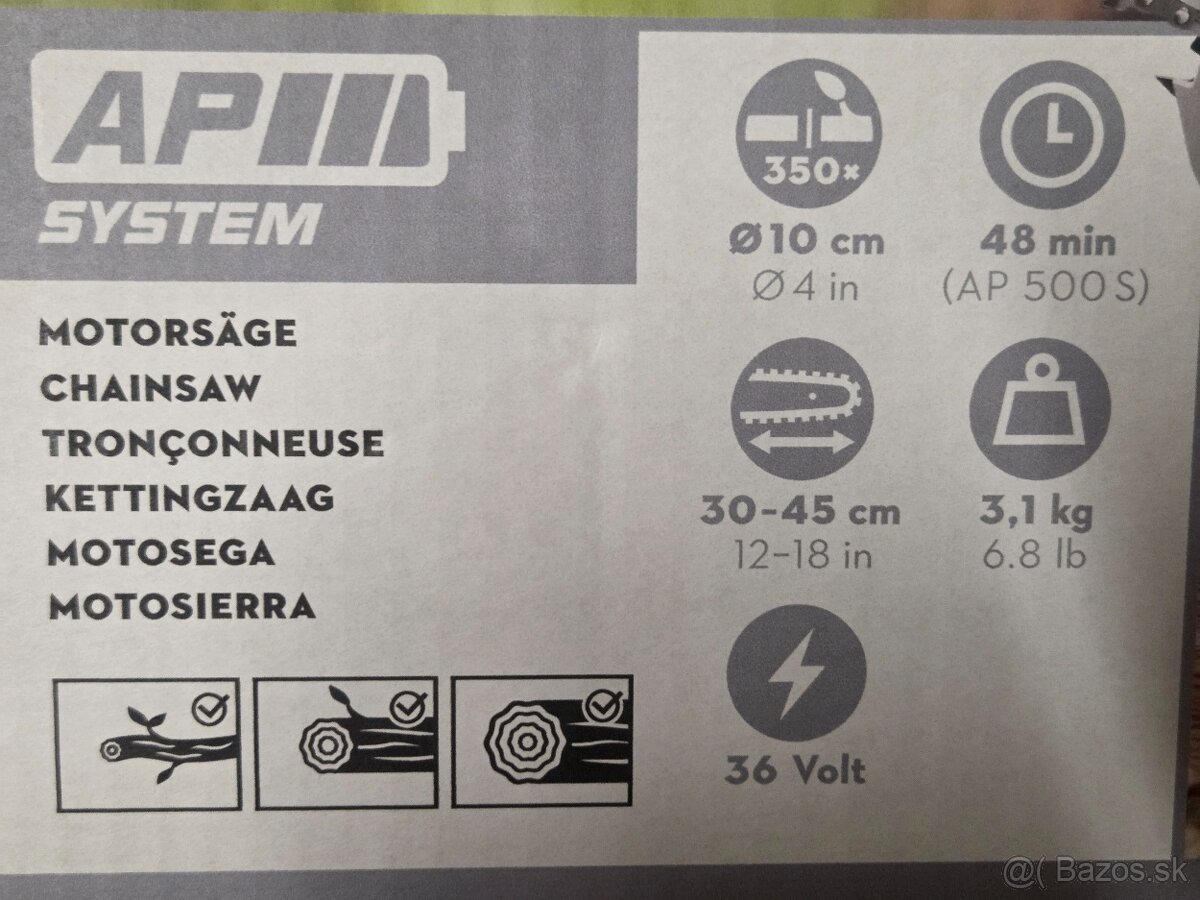 AP
SYSTEM
MOTORSÄGE
CHAINSAW
TRONÇONNEUSE
KETTINGZAAG
MOTOSEGA
MOTOSIERRA
350x
Ø10 cm
Ø 4 in
48 min
(AP 500 S)
30-45 cm
12–18 in
3,1 kg
6.8 lb
36 Volt
@( Bazos.sk